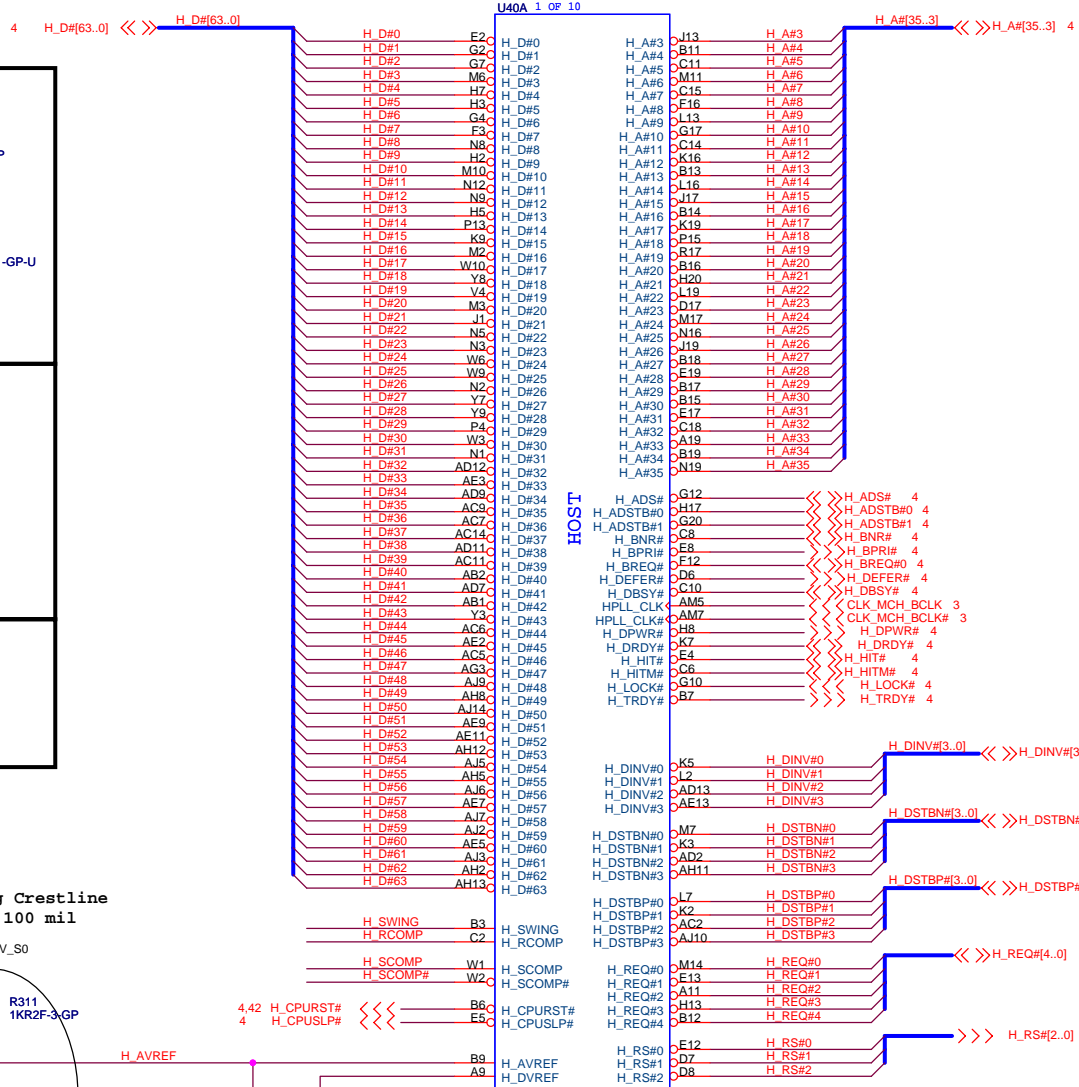 U40A 1 OF 10
4 H_D#[63..0] H_D#[63..0] H_A#[35..3] H_A#[35..3] 4
H_D#0 E2 H_D#0 H_A#3 J13 H_A#3
H_D#1 G2 H_D#1 H_A#4 B11 H_A#4
H_D#2 G7 H_D#2 H_A#5 C11 H_A#5
H_D#3 M6 H_D#3 H_A#6 M11 H_A#6
H_D#4 H7 H_D#4 H_A#7 C15 H_A#7
H_D#5 H3 H_D#5 H_A#8 F16 H_A#8
H_D#6 G4 H_D#6 H_A#9 L13 H_A#9
H_D#7 F3 H_D#7 H_A#10 G17 H_A#10
H_D#8 N8 H_D#8 H_A#11 C14 H_A#11
H_D#9 H2 H_D#9 H_A#12 K16 H_A#12
H_D#10 M10 H_D#10 H_A#13 B13 H_A#13
H_D#11 N12 H_D#11 H_A#14 L16 H_A#14
H_D#12 N9 H_D#12 H_A#15 J17 H_A#15
H_D#13 H5 H_D#13 H_A#16 B14 H_A#16
H_D#14 P13 H_D#14 H_A#17 K19 H_A#17
H_D#15 K9 H_D#15 H_A#18 P15 H_A#18
H_D#16 M2 H_D#16 H_A#19 R17 H_A#19
-GP-U H_D#17 W10 H_D#17 H_A#20 B16 H_A#20
H_D#18 Y8 H_D#18 H_A#21 H20 H_A#21
H_D#19 V4 H_D#19 H_A#22 L19 H_A#22
H_D#20 M3 H_D#20 H_A#23 D17 H_A#23
H_D#21 J1 H_D#21 H_A#24 M17 H_A#24
H_D#22 N5 H_D#22 H_A#25 N16 H_A#25
H_D#23 N3 H_D#23 H_A#26 J19 H_A#26
H_D#24 W6 H_D#24 H_A#27 B18 H_A#27
H_D#25 W9 H_D#25 H_A#28 E19 H_A#28
H_D#26 N2 H_D#26 H_A#29 B17 H_A#29
H_D#27 Y7 H_D#27 H_A#30 B15 H_A#30
H_D#28 Y9 H_D#28 H_A#31 E17 H_A#31
H_D#29 P4 H_D#29 H_A#32 C18 H_A#32
H_D#30 W3 H_D#30 H_A#33 A19 H_A#33
H_D#31 N1 H_D#31 H_A#34 B19 H_A#34
H_D#32 AD12 H_D#32 H_A#35 N19 H_A#35
H_D#33 AE3 H_D#33
H_D#34 AD9 H_D#34 H_ADS# G12 H_ADS# 4
H_D#35 AC9 H_D#35 H_ADSTB#0 H17 H_ADSTB#0 4
H_D#36 AC7 H_D#36 H_ADSTB#1 G20 H_ADSTB#1 4
H_D#37 AC14 H_D#37 H_BNR# C8 H_BNR# 4
H_D#38 AD11 H_D#38 H_BPRI# E8 H_BPRI# 4
H_D#39 AC11 H_D#39 H_BREQ# F12 H_BREQ#0 4
H_D#40 AB2 H_D#40 H_DEFER# D6 H_DEFER# 4
H_D#41 AD7 H_D#41 H_DBSY# C10 H_DBSY# 4
H_D#42 AB1 H_D#42 HPLL_CLK AM5 CLK_MCH_BCLK 3
H_D#43 Y3 H_D#43 HPLL_CLK# AM7 CLK_MCH_BCLK# 3
H_D#44 AC6 H_D#44 H_DPWR# H8 H_DPWR# 4
H_D#45 AE2 H_D#45 H_DRDY# K7 H_DRDY# 4
H_D#46 AC5 H_D#46 H_HIT# E4 H_HIT# 4
H_D#47 AG3 H_D#47 H_HITM# C6 H_HITM# 4
H_D#48 AJ9 H_D#48 H_LOCK# G10 H_LOCK# 4
H_D#49 AH8 H_D#49 H_TRDY# B7 H_TRDY# 4
HOST
H_D#50 AJ14 H_D#50
H_D#51 AE9 H_D#51
H_D#52 AE11 H_D#52
H_D#53 AH12 H_D#53 H_DINV#[3..0] H_DINV#[3
H_D#54 AJ5 H_D#54 H_DINV#0 K5 H_DINV#0
H_D#55 AH5 H_D#55 H_DINV#1 L2 H_DINV#1
H_D#56 AJ6 H_D#56 H_DINV#2 AD13 H_DINV#2
H_D#57 AE7 H_D#57 H_DINV#3 AE13 H_DINV#3
H_D#58 AJ7 H_D#58 H_DSTBN#[3..0] H_DSTBN#
H_D#59 AJ2 H_D#59 H_DSTBN#0 M7 H_DSTBN#0
H_D#60 AE5 H_D#60 H_DSTBN#1 K3 H_DSTBN#1
H_D#61 AJ3 H_D#61 H_DSTBN#2 AD2 H_DSTBN#2
H_D#62 AH2 H_D#62 H_DSTBN#3 AH11 H_DSTBN#3
H_D#63 AH13 H_D#63 H_DSTBP#[3..0] H_DSTBP#
g Crestline H_DSTBP#0 L7 H_DSTBP#0
100 mil H_DSTBP#1 K2 H_DSTBP#1
H_SWING B3 H_SWING H_DSTBP#2 AC2 H_DSTBP#2
H_RCOMP C2 H_RCOMP H_DSTBP#3 AJ10 H_DSTBP#3
V_S0 H_REQ#[4..0] 
H_SCOMP W1 H_SCOMP H_REQ#0 M14 H_REQ#0
H_SCOMP# W2 H_SCOMP# H_REQ#1 E13 H_REQ#1
H_REQ#2 A11 H_REQ#2
R311 4,42 H_CPURST# B6 H_CPURST# H_REQ#3 H13 H_REQ#3
1KR2F-3-GP 4 H_CPUSLP# E5 H_CPUSLP# H_REQ#4 B12 H_REQ#4
H_RS#[2..0]
H_RS#0 E12 H_RS#0
H_AVREF B9 H_AVREF H_RS#1 D7 H_RS#1
A9 H_DVREF H_RS#2 D8 H_RS#2